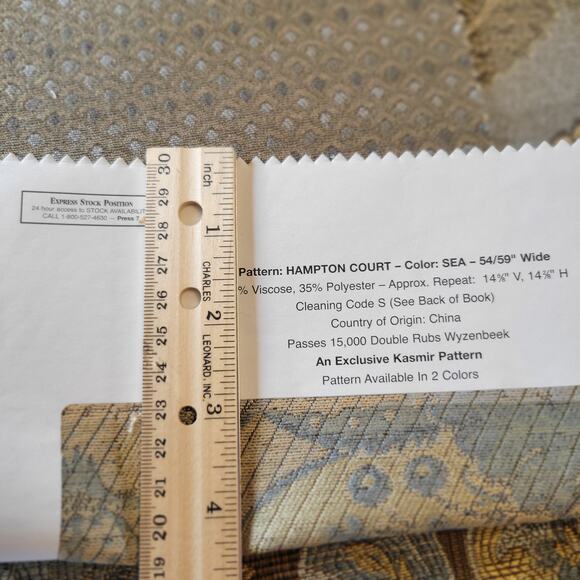 EXPRESS STOCK POSITION
24 hour access to STOCK AVAILABILIT
CALL 1-800-527-4630 — Press 7
Pattern: HAMPTON COURT – Color: SEA – 54/59" Wide
% Viscose, 35% Polyester – Approx. Repeat: 14⅝" V, 14⅞" H
Cleaning Code S (See Back of Book)
Country of Origin: China
Passes 15,000 Double Rubs Wyzenbeek
An Exclusive Kasmir Pattern
Pattern Available In 2 Colors
inch
1
2
3
4
CHARLES LEONARD, INC.
30
29
28
27
26
25
24
23
22
21
20
19